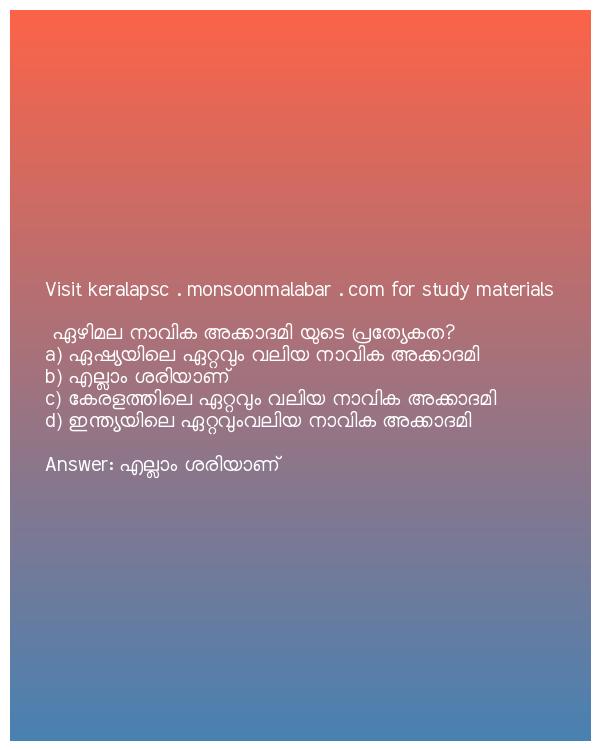 Visit keralapsc . monsoonmalabar . com for study materials
ഏഴിമല നാവിക അക്കാദമി യുടെ പ്രത്യേകത?
a) ഏഷ്യയിലെ ഏറ്റവും വലിയ നാവിക അക്കാദമി
b) എല്ലാം ശരിയാണ്
c) കേരളത്തിലെ ഏറ്റവും വലിയ നാവിക അക്കാദമി
d) ഇന്ത്യയിലെ ഏറ്റവുംവലിയ നാവിക അക്കാദമി
Answer: എല്ലാം ശരിയാണ്